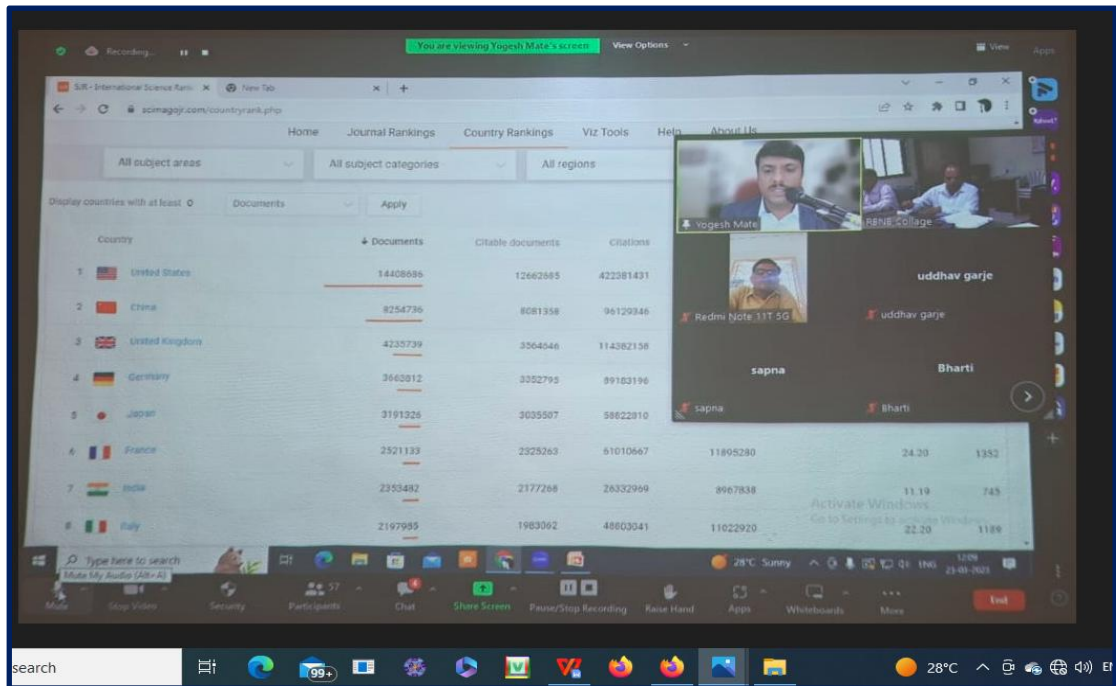 Recording...
You are viewing Yogesh Mate's screen View Options
View
Apps
SJR - International Science Rank New Tab
scimagojr.com/countryrank.php
Home Journal Rankings Country Rankings Viz Tools Help About Us
All subject areas All subject categories All regions
Display countries with at least 0 Documents Apply
Country Documents Citable documents Citations
1 United States 14408686 12662685 422381431
2 China 8254736 8081358 96129346
3 United Kingdom 4235739 3564646 114382158
4 Germany 3663812 3352795 89183196
5 Japan 3191326 3035507 58822810
6 France 2521133 2325263 61010667 11895280 24.20 1352
7 India 2353482 2177268 26332969 8967838 11.19 745
8 Italy 2197985 1983062 48803041 11022920 22.20 1189
Yogesh Mate
RBNB Collage
Redmi Note 11T 5G
uddhav garje
uddhav garje
sapna
sapna
Bharti
Bharti
Activate Windows
Go to Settings to activate Windows.
Type here to search
28°C Sunny ENG 12:09
Mute My Audio (Alt+A)
Mute Stop Video Security Participants 57 Chat Share Screen Pause/Stop Recording Raise Hand Apps Whiteboards More End
search
99+
28°C